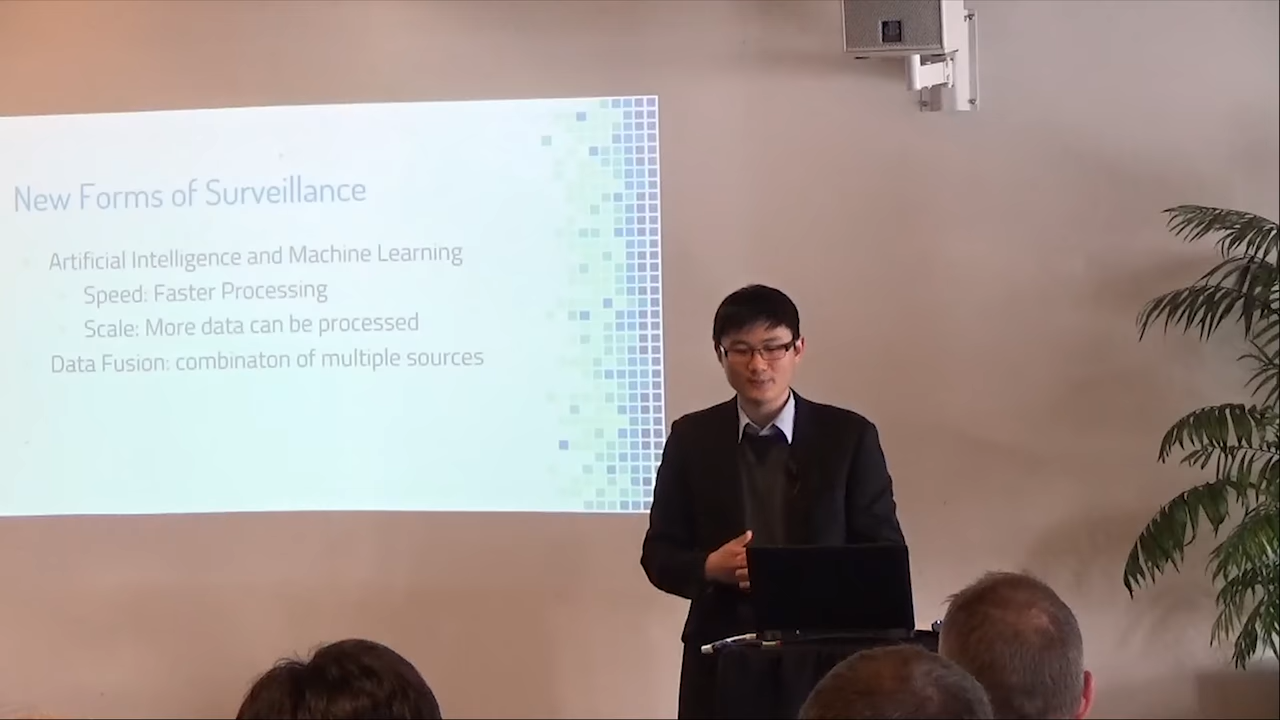 New Forms of Surveillance
Artificial Intelligence and Machine Learning
Speed: Faster Processing
Scale: More data can be processed
Data Fusion: combinaton of multiple sources